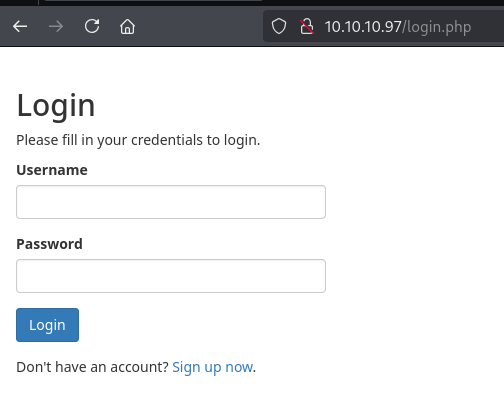 10.10.10.97/login.php
Login
Please fill in your credentials to login.
Username
Password
Login
Don't have an account? Sign up now.